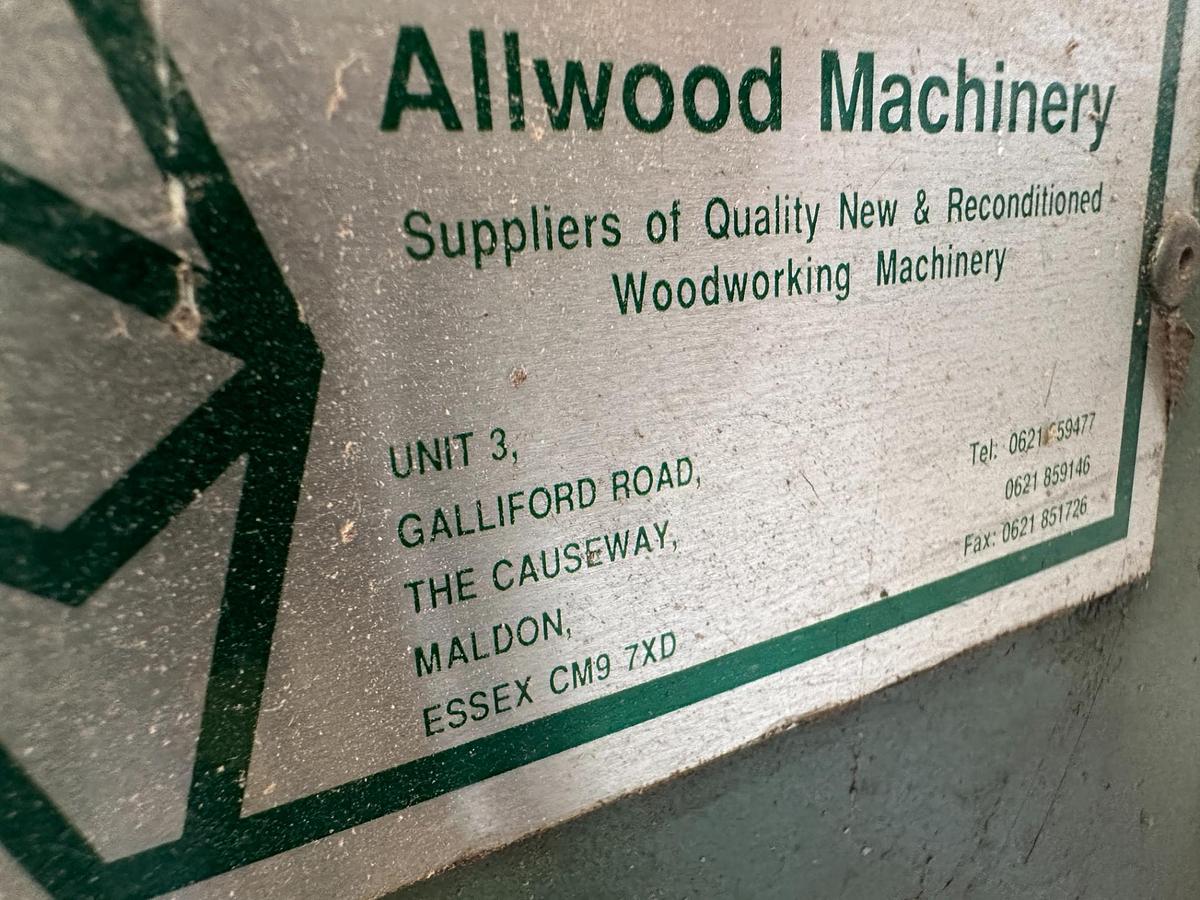 Allwood Machinery
Suppliers of Quality New & Reconditioned
Woodworking Machinery
UNIT 3,
GALLIFORD ROAD,
THE CAUSEWAY,
MALDON,
ESSEX CM9 7XD
Tel: 0621 859477
0621 859146
Fax: 0621 851726